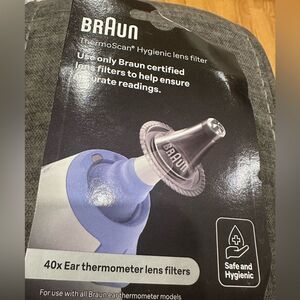 BRAUN
ThermoScan® Hygienic lens filter
Use only Braun certified
lens filters to help ensure
accurate readings.
BRAUN
Safe and
Hygienic
40x Ear thermometer lens filters
For use with all Braun ear thermometer models